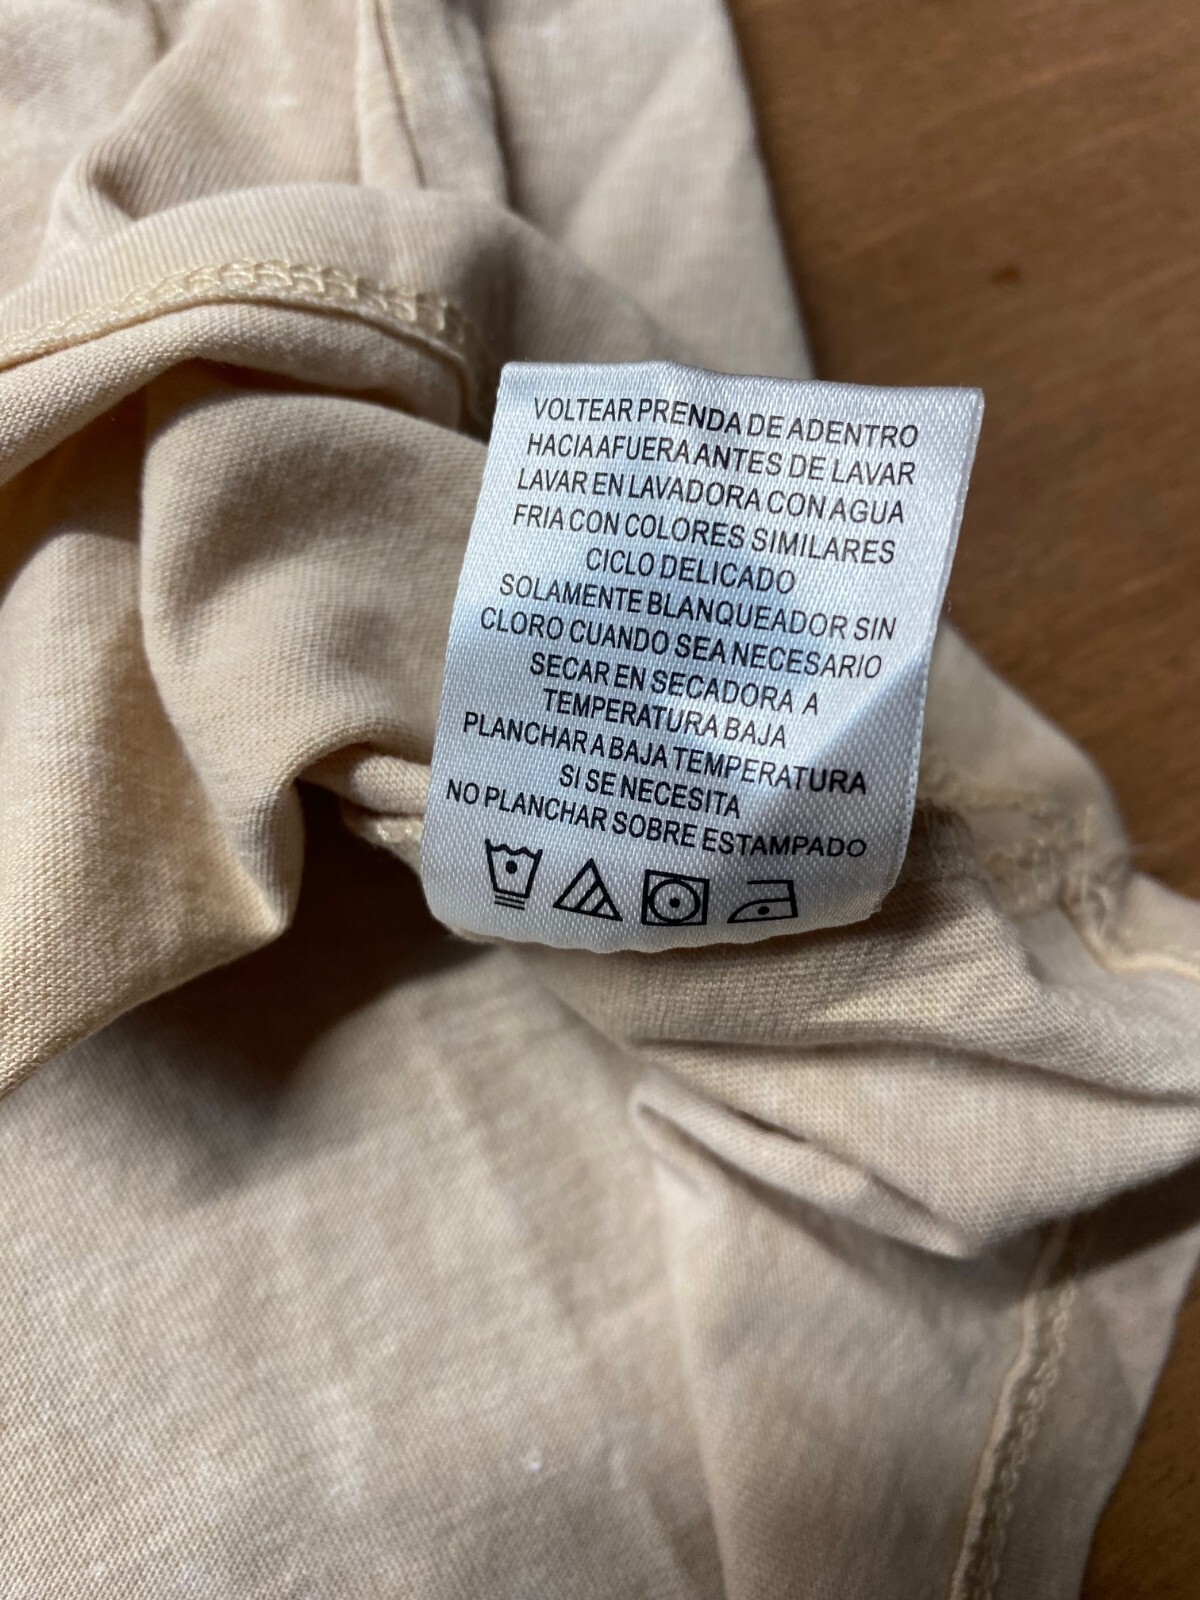 VOLTEAR PRENDA DE ADENTRO
HACIA AFUERA ANTES DE LAVAR
LAVAR EN LAVADORA CON AGUA
FRIA CON COLORES SIMILARES
CICLO DELICADO
SOLAMENTE BLANQUEADOR SIN
CLORO CUANDO SEA NECESARIO
SECAR EN SECADORA A
TEMPERATURA BAJA
PLANCHAR A BAJA TEMPERATURA
SI SE NECESITA
NO PLANCHAR SOBRE ESTAMPADO